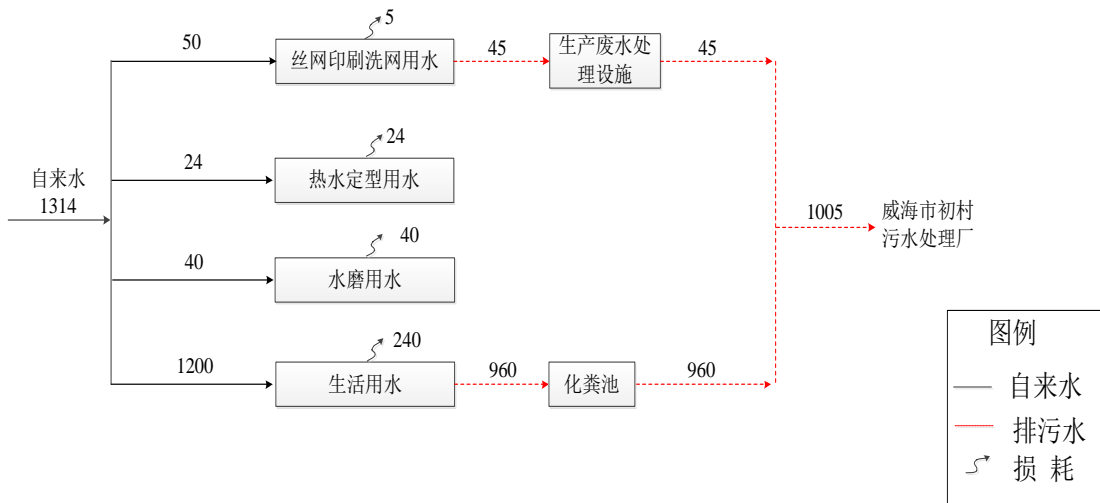 5
50
丝网印刷洗网用水
45
生产废水处
理设施
45
24
24
热水定型用水
自来水
1314
40
40
水磨用水
1005
威海市初村
污水处理厂
240
1200
生活用水
960
化粪池
960
图例
自来水
排污水
损 耗